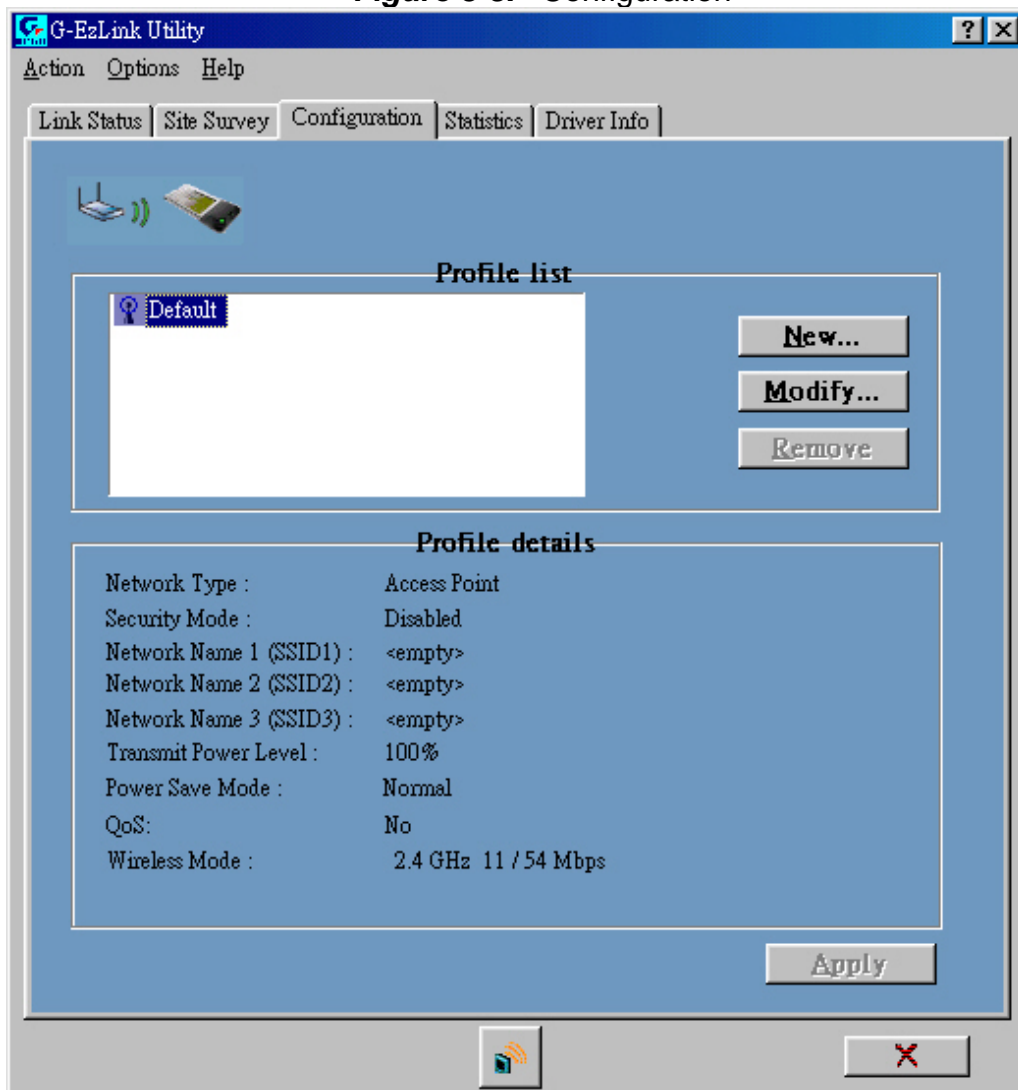 Configuration
G-EzLink Utility
Action Options Help
Link Status Site Survey Configuration Statistics Driver Info
Profile list
Default
New...
Modify...
Remove
Profile details
Network Type : Access Point
Security Mode : Disabled
Network Name 1 (SSID1) : <empty>
Network Name 2 (SSID2) : <empty>
Network Name 3 (SSID3) : <empty>
Transmit Power Level : 100%
Power Save Mode : Normal
QoS: No
Wireless Mode : 2.4 GHz 11 / 54 Mbps
Apply